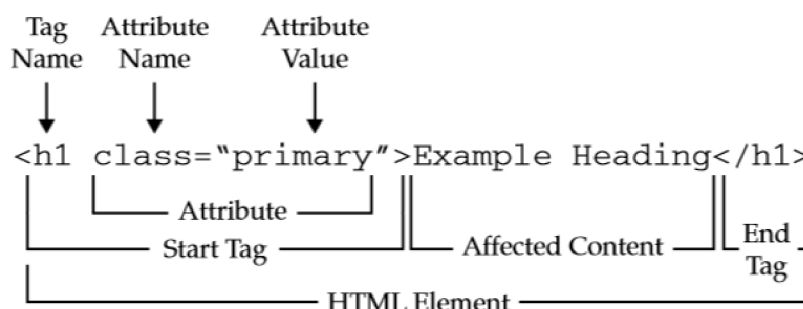 Tag Attribute Attribute
Name Name Value
<h1 class=“primary”>Example Heading</h1>
Attribute
Start Tag Affected Content End
Tag
HTML Element